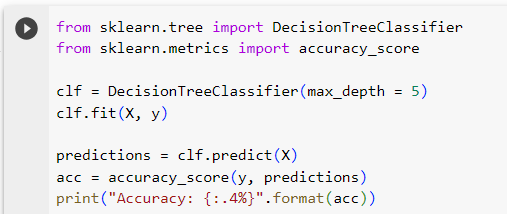 from sklearn.tree import DecisionTreeClassifier
from sklearn.metrics import accuracy_score
clf = DecisionTreeClassifier(max_depth = 5)
clf.fit(X, y)
predictions = clf.predict(X)
acc = accuracy_score(y, predictions)
print("Accuracy: {:.4%}".format(acc))